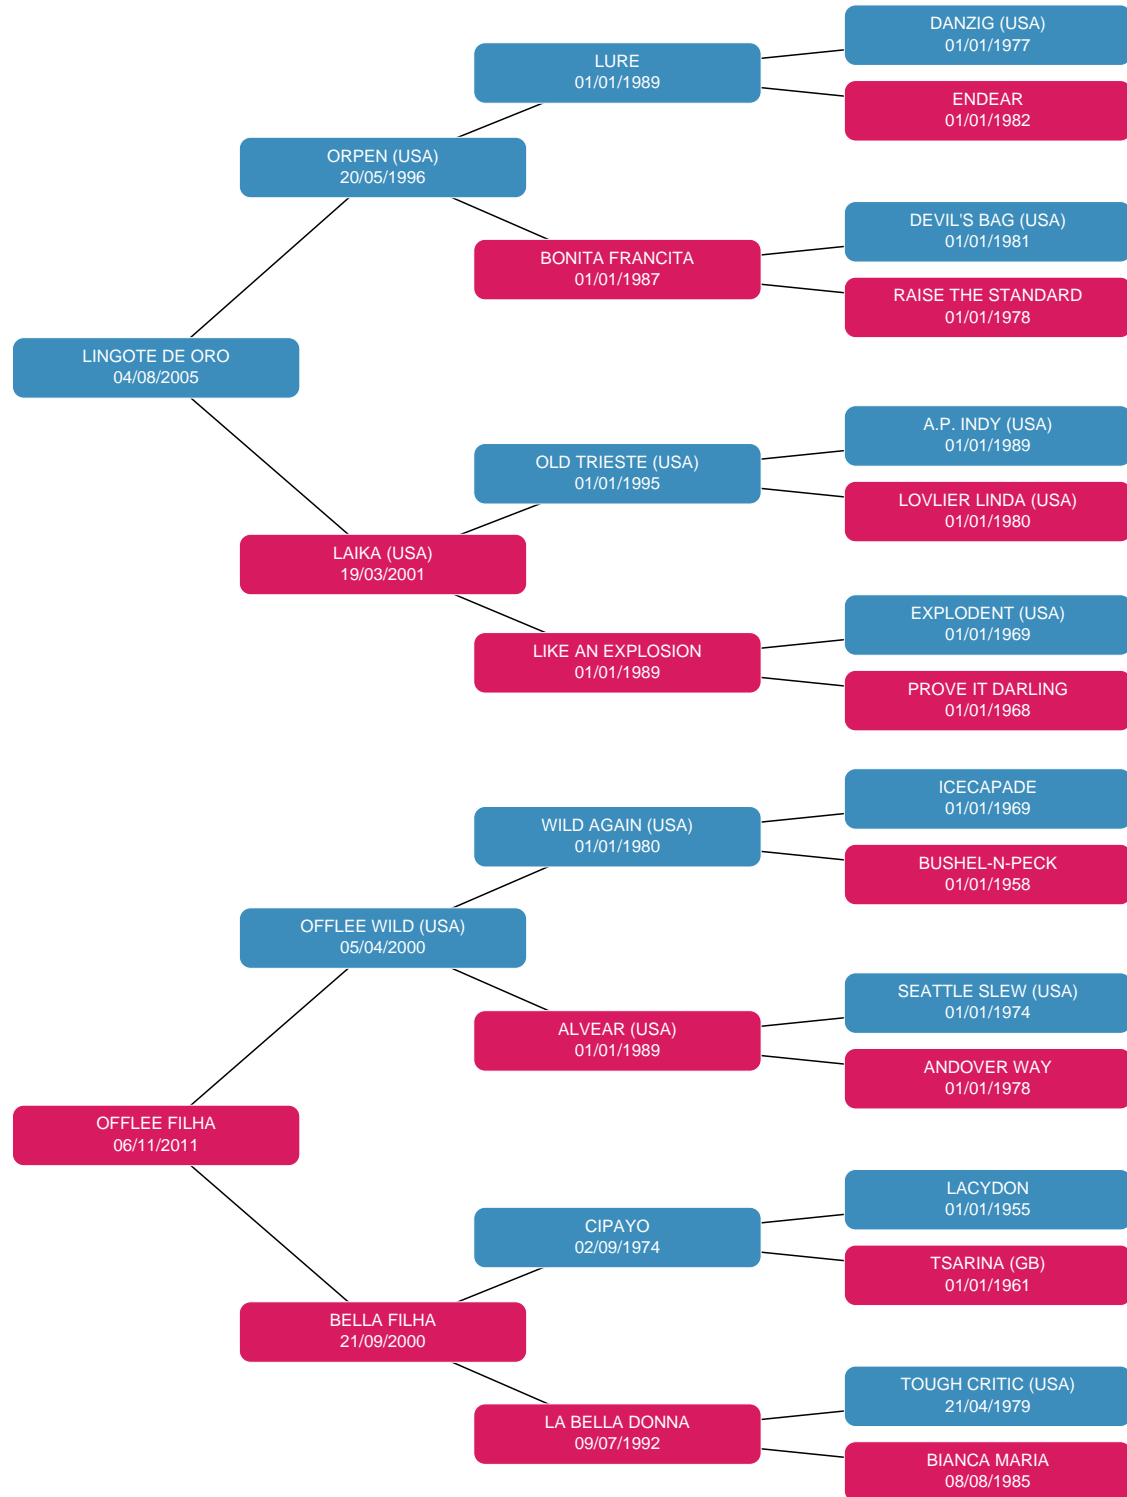 DANZIG (USA)
01/01/1977
LURE
01/01/1989
ENDEAR
01/01/1982
ORPEN (USA)
20/05/1996
DEVIL'S BAG (USA)
01/01/1981
BONITA FRANCITA
01/01/1987
RAISE THE STANDARD
01/01/1978
LINGOTE DE ORO
04/08/2005
A.P. INDY (USA)
01/01/1989
OLD TRIESTE (USA)
01/01/1995
LOVLIER LINDA (USA)
01/01/1980
LAIKA (USA)
19/03/2001
EXPLODENT (USA)
01/01/1969
LIKE AN EXPLOSION
01/01/1989
PROVE IT DARLING
01/01/1968
ICECAPADE
01/01/1969
WILD AGAIN (USA)
01/01/1980
BUSHEL-N-PECK
01/01/1958
OFFLEE WILD (USA)
05/04/2000
SEATTLE SLEW (USA)
01/01/1974
ALVEAR (USA)
01/01/1989
ANDOVER WAY
01/01/1978
OFFLEE FILHA
06/11/2011
LACYDON
01/01/1955
CIPAYO
02/09/1974
TSARINA (GB)
01/01/1961
BELLA FILHA
21/09/2000
TOUGH CRITIC (USA)
21/04/1979
LA BELLA DONNA
09/07/1992
BIANCA MARIA
08/08/1985